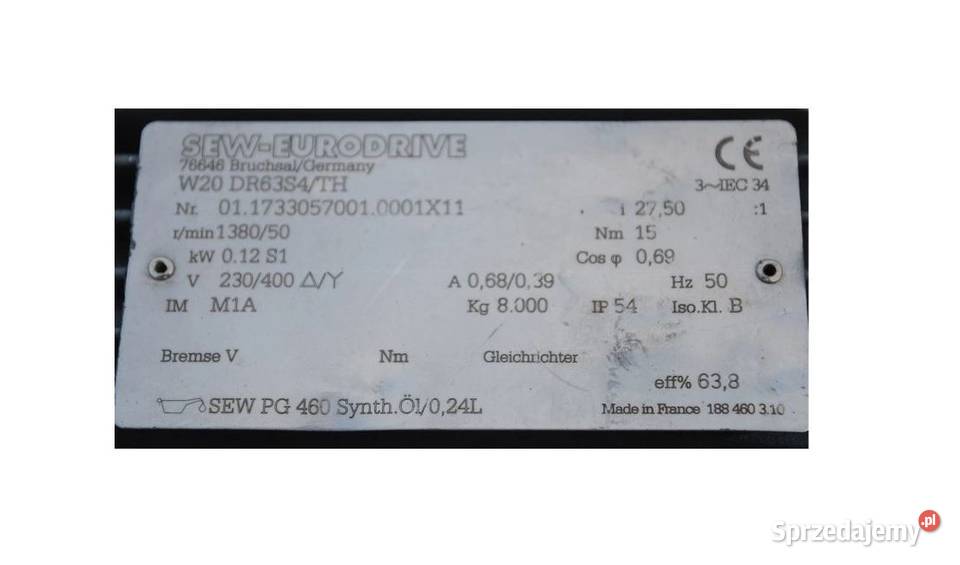 SEW-EURODRIVE
76646 Bruchsal/Germany
CE
W20 DR63S4/TH 3~IEC 34
Nr. 01.1733057001.0001X11 i 27,50 :1
r/min 1380/50 Nm 15
kW 0.12 S1 Cos φ 0,69
V 230/400 Δ/Y A 0,68/0,39 Hz 50
IM M1A Kg 8.000 IP 54 Iso.Kl. B
Bremse V Nm Gleichrichter
eff% 63,8
SEW PG 460 Synth.Öl/0,24L Made in France 188 460 3.10
Sprzedajemy.pl